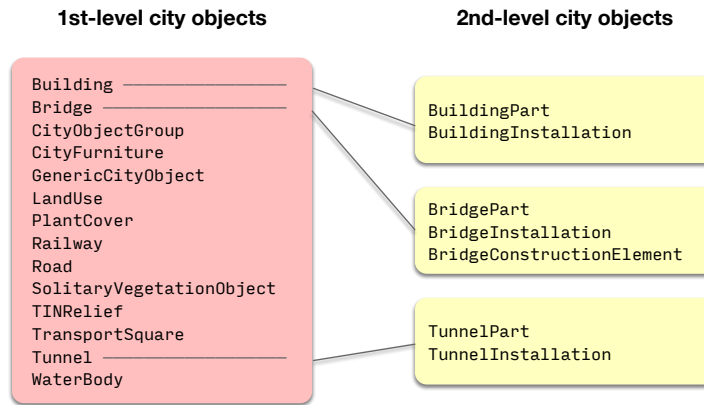 1st-level city objects
Building
Bridge
CityObjectGroup
CityFurniture
GenericCityObject
LandUse
PlantCover
Railway
Road
SolitaryVegetationObject
TINRelief
TransportSquare
Tunnel
WaterBody
2nd-level city objects
BuildingPart
BuildingInstallation
BridgePart
BridgeInstallation
BridgeConstructionElement
TunnelPart
TunnelInstallation